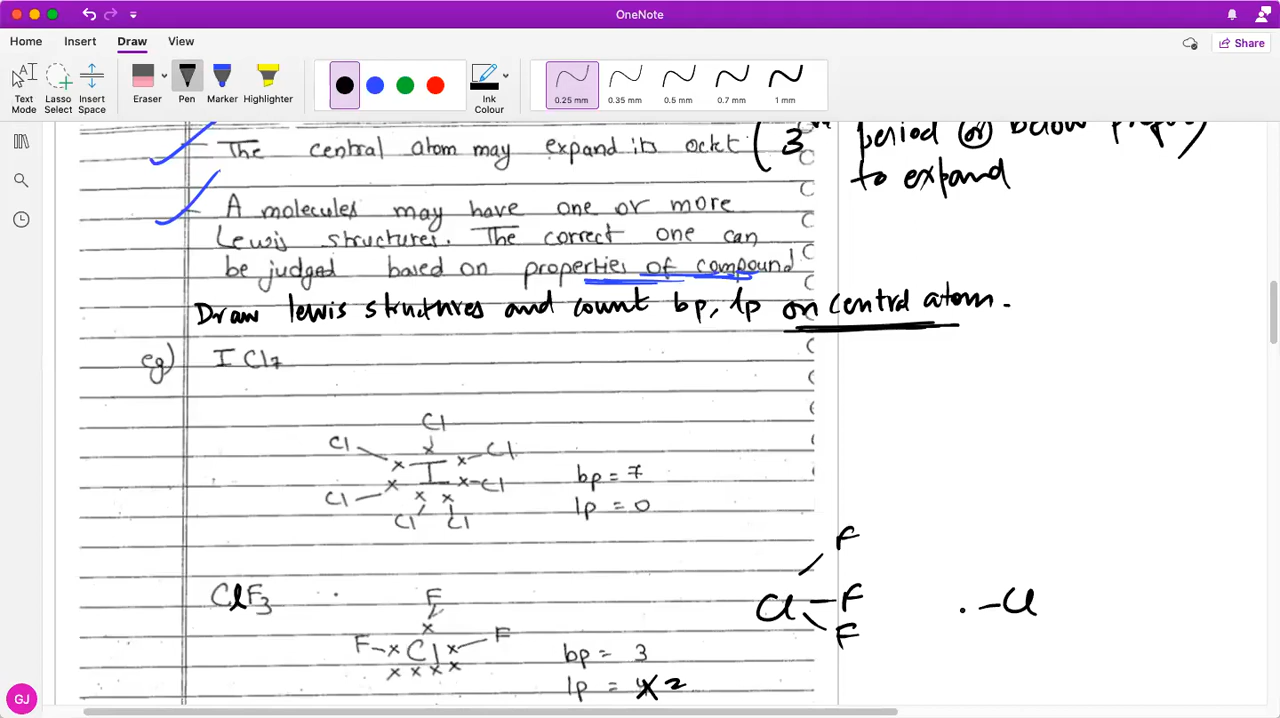 OneNote
Home Insert Draw View
Share
Text Mode
Lasso Select
Insert Space
Eraser
Pen
Marker
Highlighter
Ink Colour
0.25 mm
0.35 mm
0.5 mm
0.7 mm
1 mm
The central atom may expand its octet ( 3
period or below
to expand
A molecules may have one or more
Lewis structures. The correct one can
be judged based on properties of compound
Draw lewis structures and count bp, lp on central atom.
eg) ICl7
Cl
Cl Cl
I
Cl Cl
Cl Cl
bp = 7
lp = 0
ClF3
F
F Cl F
bp = 3
lp = 2
F
Cl F
F
Cl
GJ